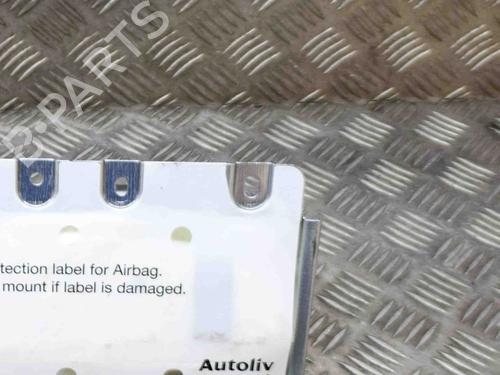 B-PARTS
tection label for Airbag.
mount if label is damaged.
Autoliv